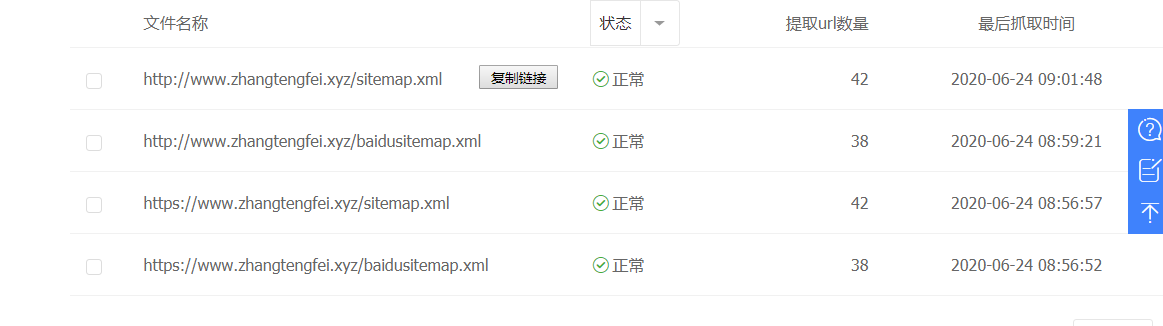 文件名称 状态 提取url数量 最后抓取时间
http://www.zhangtengfei.xyz/sitemap.xml 复制链接 正常 42 2020-06-24 09:01:48
http://www.zhangtengfei.xyz/baidusitemap.xml 正常 38 2020-06-24 08:59:21
https://www.zhangtengfei.xyz/sitemap.xml 正常 42 2020-06-24 08:56:57
https://www.zhangtengfei.xyz/baidusitemap.xml 正常 38 2020-06-24 08:56:52